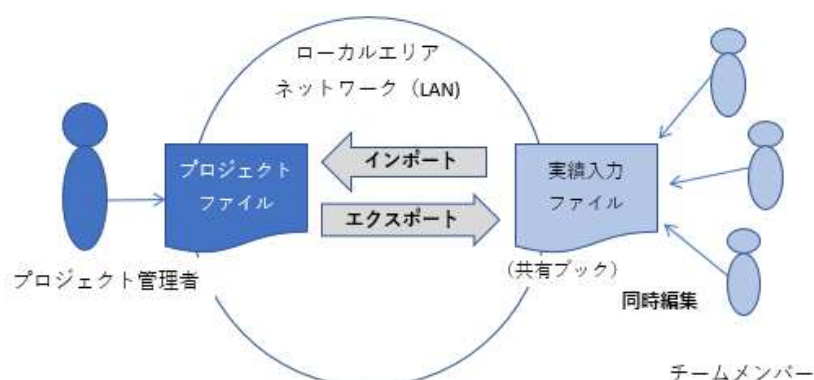 ローカルエリア
ネットワーク（LAN)
プロジェクト
ファイル
インポート
エクスポート
実績入力
ファイル
（共有ブック）
プロジェクト管理者
同時編集
チームメンバー